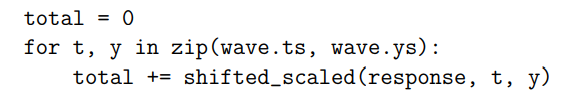 total = 0
for t, y in zip(wave.ts, wave.ys):
    total += shifted_scaled(response, t, y)